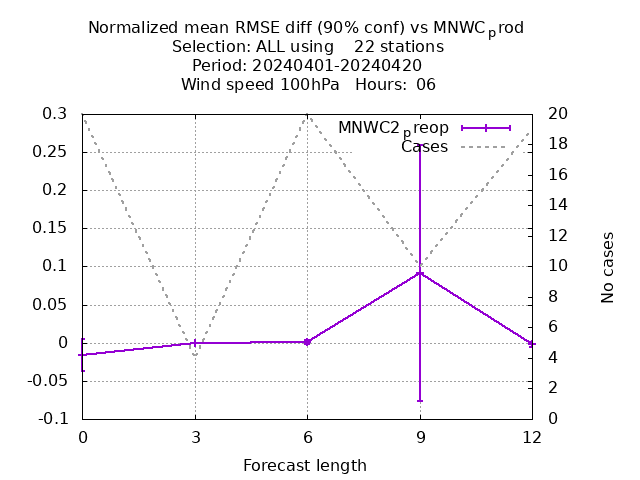 Normalized mean RMSE diff (90% conf) vs MNWCprod
Selection: ALL using    22 stations
Period: 20240401-20240420
Wind speed 100hPa   Hours:  06
MNWC2preop
Cases
0.3
0.25
0.2
0.15
0.1
0.05
0
-0.05
-0.1
20
18
16
14
12
10
8
6
4
2
0
No cases
0 3 6 9 12
Forecast length